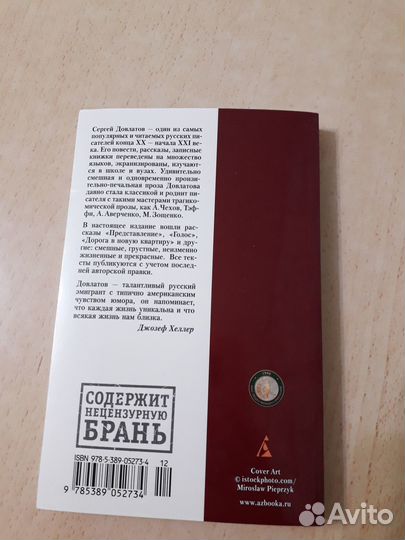 Сергей Довлатов — один из самых
популярных и читаемых русских пи-
сателей конца XX — начала XXI ве-
ка. Его повести, рассказы, записные
книжки переведены на множество
языков, экранизированы, изучают-
ся в школе и вузах. Удивительно
смешная и одновременно пронзи-
тельно-печальная проза Довлатова
давно стала классикой и роднит пи-
сателя с такими мастерами трагико-
мической прозы, как А. Чехов, Тэф-
фи, А. Аверченко, М. Зощенко.
В настоящее издание вошли рас-
сказы «Представление», «Голос»,
«Дорога в новую квартиру» и дру-
гие: смешные, грустные, неизменно
жизненные и прекрасные. Все тек-
сты публикуются с учетом послед-
ней авторской правки.
Довлатов — талантливый русский
эмигрант с типично американским
чувством юмора, он напоминает,
что каждая жизнь уникальна и что
всякая жизнь нам близка.
Джозеф Хеллер
СОДЕРЖИТ
НЕЦЕНЗУРНУЮ
БРАНЬ
ISBN 978-5-389-05273-4
12
9 785389 052734
Cover Art
© istockphoto.com/
Miroslaw Pieprzyk
www.azbooka.ru
Avito